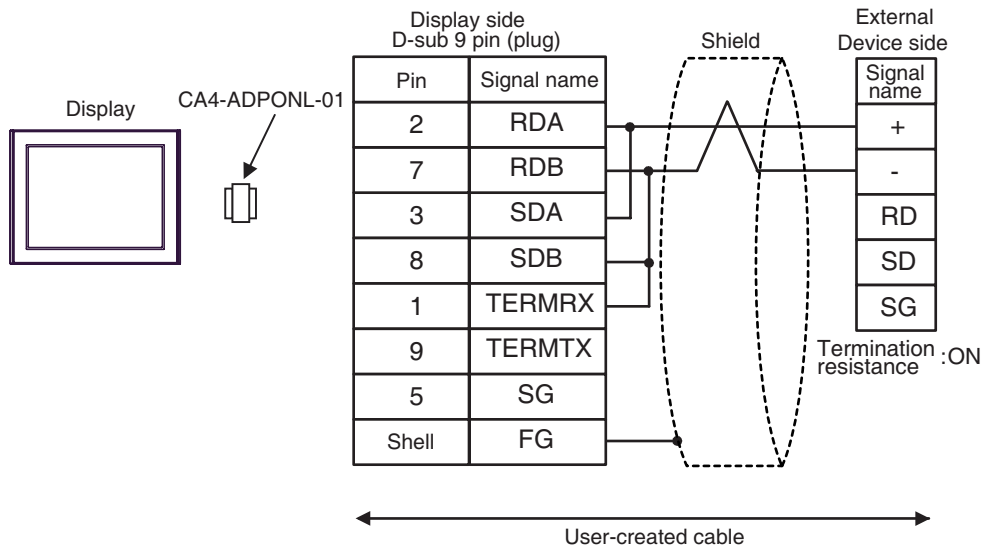 Display side
D-sub 9 pin (plug)
Shield
External
Device side
Display
CA4-ADPONL-01
Pin
Signal name
2
RDA
7
RDB
3
SDA
8
SDB
1
TERMRX
9
TERMTX
5
SG
Shell
FG
Signal
name
+
-
RD
SD
SG
Termination
resistance :ON
User-created cable